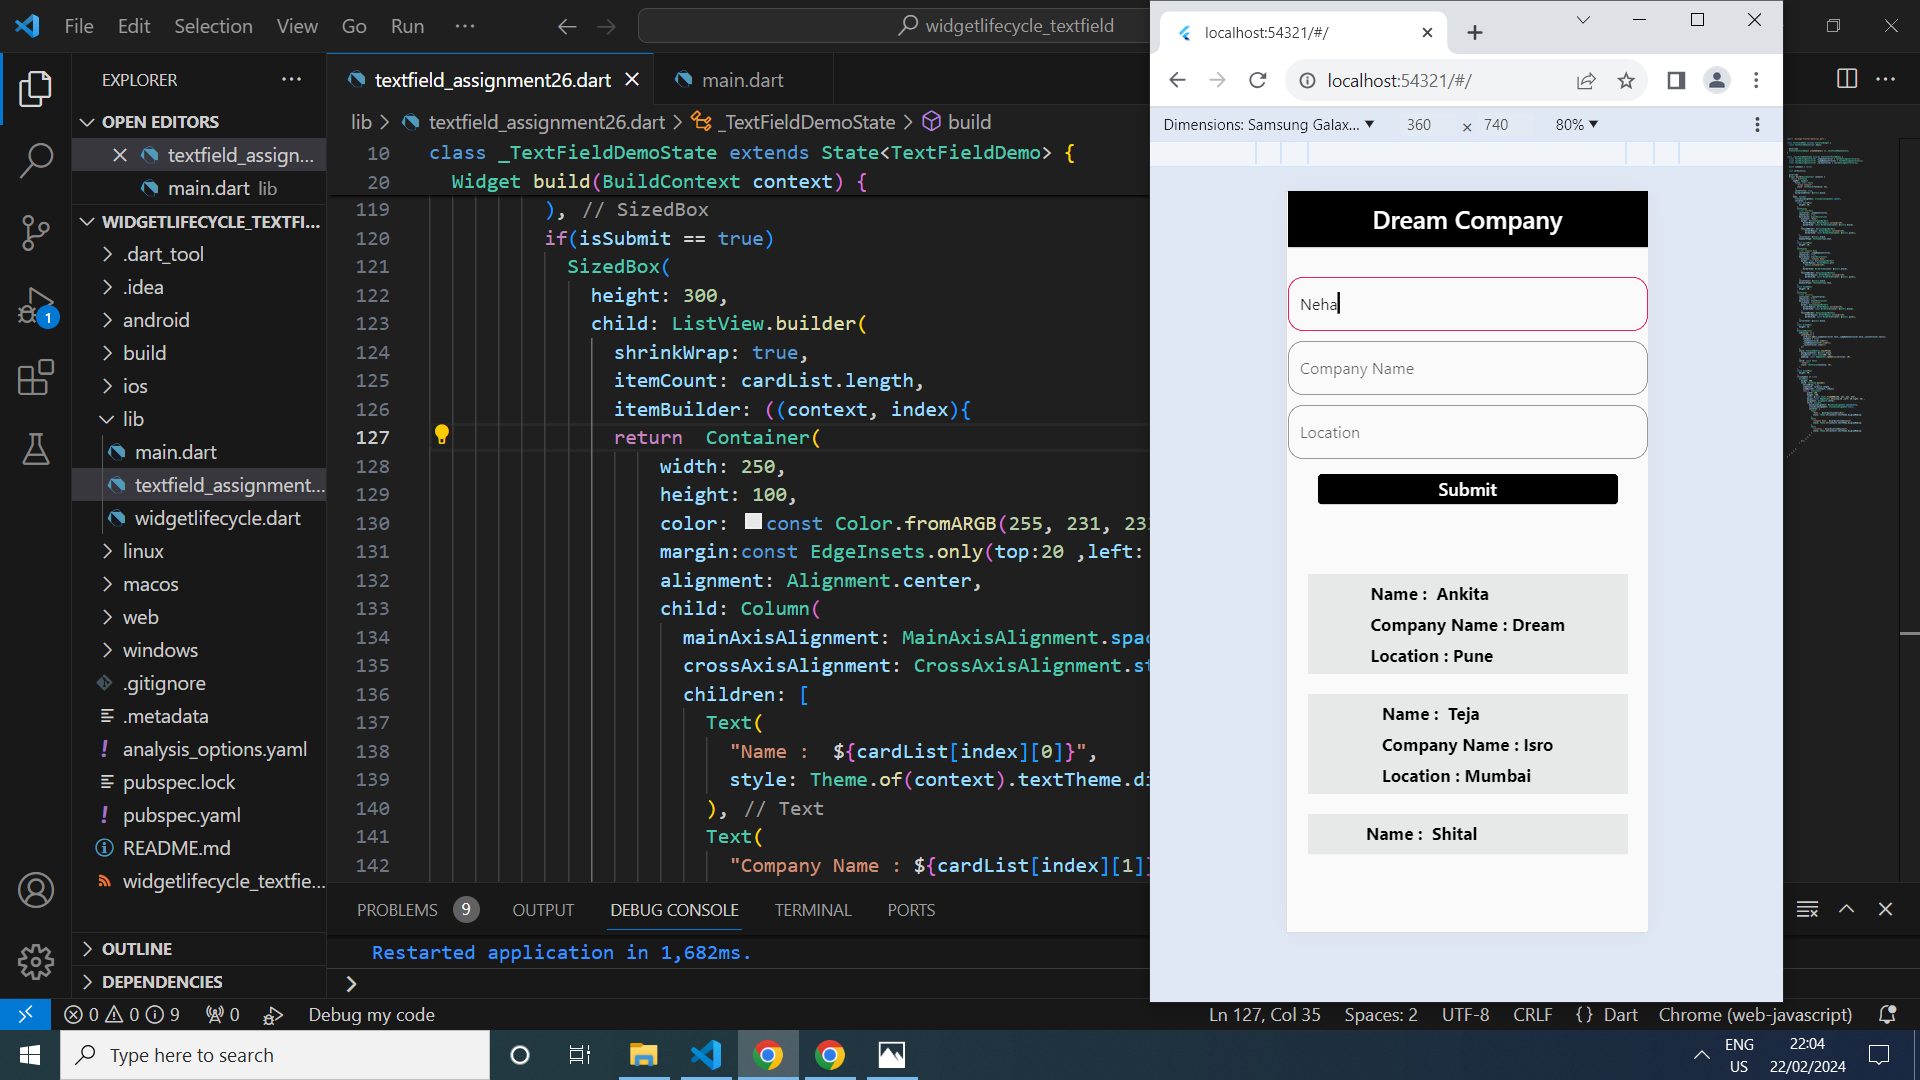 File Edit Selection View Go Run ···
widgetlifecycle_textfield
EXPLORER
OPEN EDITORS
textfield_assign...
main.dart lib
WIDGETLIFECYCLE_TEXTFI...
.dart_tool
.idea
android
build
ios
lib
main.dart
textfield_assignment...
widgetlifecycle.dart
linux
macos
web
windows
.gitignore
.metadata
analysis_options.yaml
pubspec.lock
pubspec.yaml
README.md
widgetlifecycle_textfie...
OUTLINE
DEPENDENCIES
textfield_assignment26.dart
main.dart
lib > textfield_assignment26.dart > _TextFieldDemoState > build
10 class _TextFieldDemoState extends State<TextFieldDemo> {
20 Widget build(BuildContext context) {
119 ), // SizedBox
120 if(isSubmit == true)
121 SizedBox(
122 height: 300,
123 child: ListView.builder(
124 shrinkWrap: true,
125 itemCount: cardList.length,
126 itemBuilder: ((context, index){
127 return  Container(
128 width: 250,
129 height: 100,
130 color: const Color.fromARGB(255, 231, 23
131 margin:const EdgeInsets.only(top:20 ,left:
132 alignment: Alignment.center,
133 child: Column(
134 mainAxisAlignment: MainAxisAlignment.spac
135 crossAxisAlignment: CrossAxisAlignment.st
136 children: [
137 Text(
138 "Name :  ${cardList[index][0]}",
139 style: Theme.of(context).textTheme.di
140 ), // Text
141 Text(
142 "Company Name : ${cardList[index][1]}
PROBLEMS 9 OUTPUT DEBUG CONSOLE TERMINAL PORTS
Restarted application in 1,682ms.
>
localhost:54321/#/
localhost:54321/#/
Dimensions: Samsung Galax... 360 x 740 80%
Dream Company
Neha
Company Name
Location
Submit
Name :  Ankita
Company Name : Dream
Location : Pune
Name :  Teja
Company Name : Isro
Location : Mumbai
Name :  Shital
1
0 0 9 0 Debug my code
Ln 127, Col 35 Spaces: 2 UTF-8 CRLF {} Dart Chrome (web-javascript)
Type here to search
ENG
US
22:04
22/02/2024